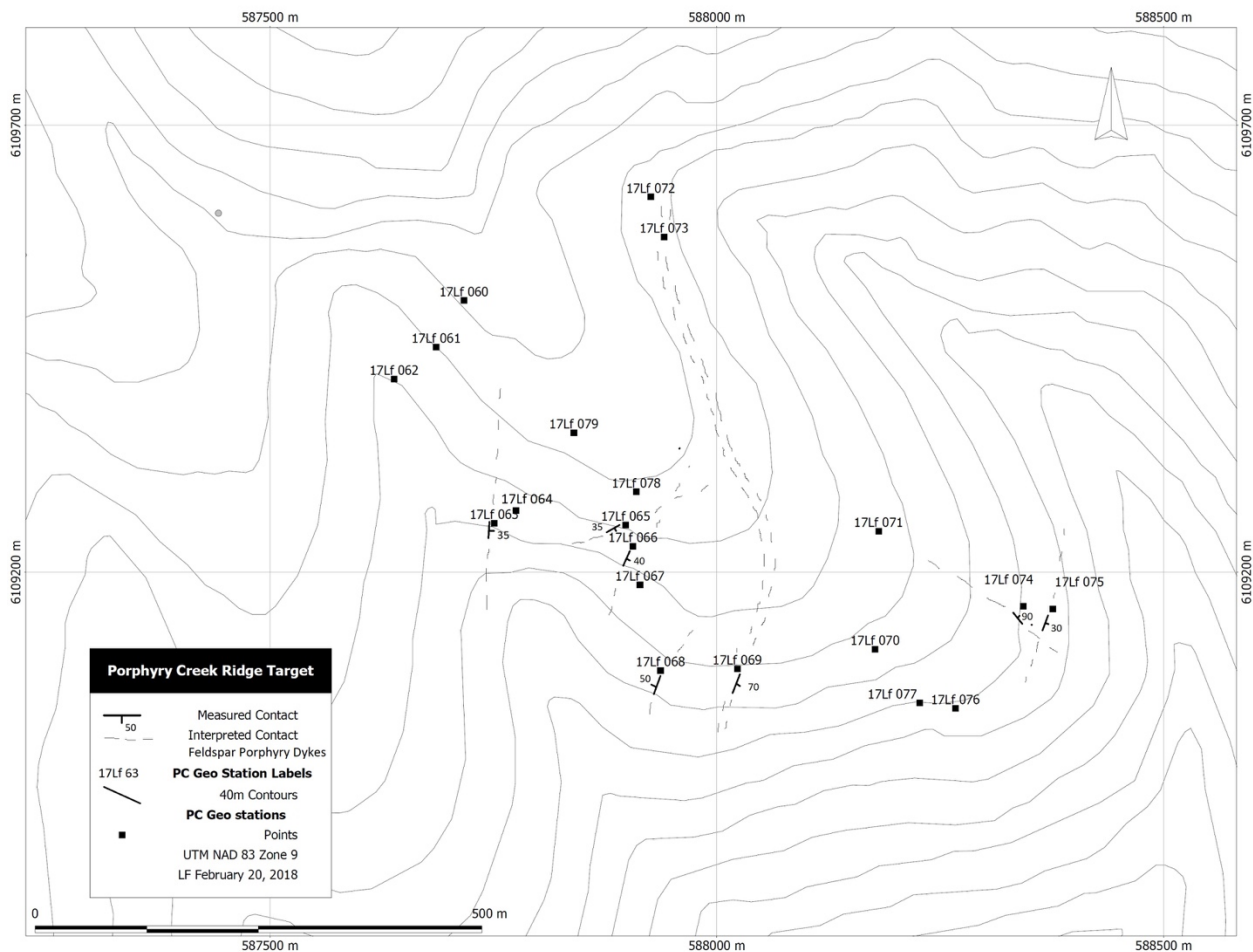 587500 m
588000 m
588500 m
6109700 m
6109700 m
17Lf 072
17Lf 073
17Lf 060
17Lf 061
17Lf 062
17Lf 079
17Lf 078
17Lf 064
17Lf 063
35
17Lf 065
35
17Lf 066
40
17Lf 067
17Lf 071
6109200 m
6109200 m
17Lf 074
17Lf 075
90
30
17Lf 068
50
17Lf 069
70
17Lf 070
17Lf 077
17Lf 076
Porphyry Creek Ridge Target
Measured Contact
50
Interpreted Contact
Feldspar Porphyry Dykes
17Lf 63
PC Geo Station Labels
40m Contours
PC Geo stations
Points
UTM NAD 83 Zone 9
LF February 20, 2018
0
500 m
587500 m
588000 m
588500 m